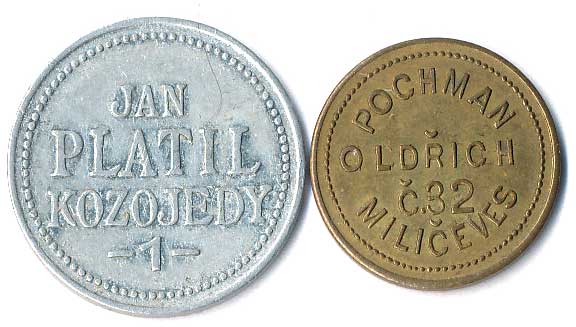 JAN
PLATIL
KOZOJEDY
-1-
POCHMAN
OLDŘICH
Č.32
MILIČEVES